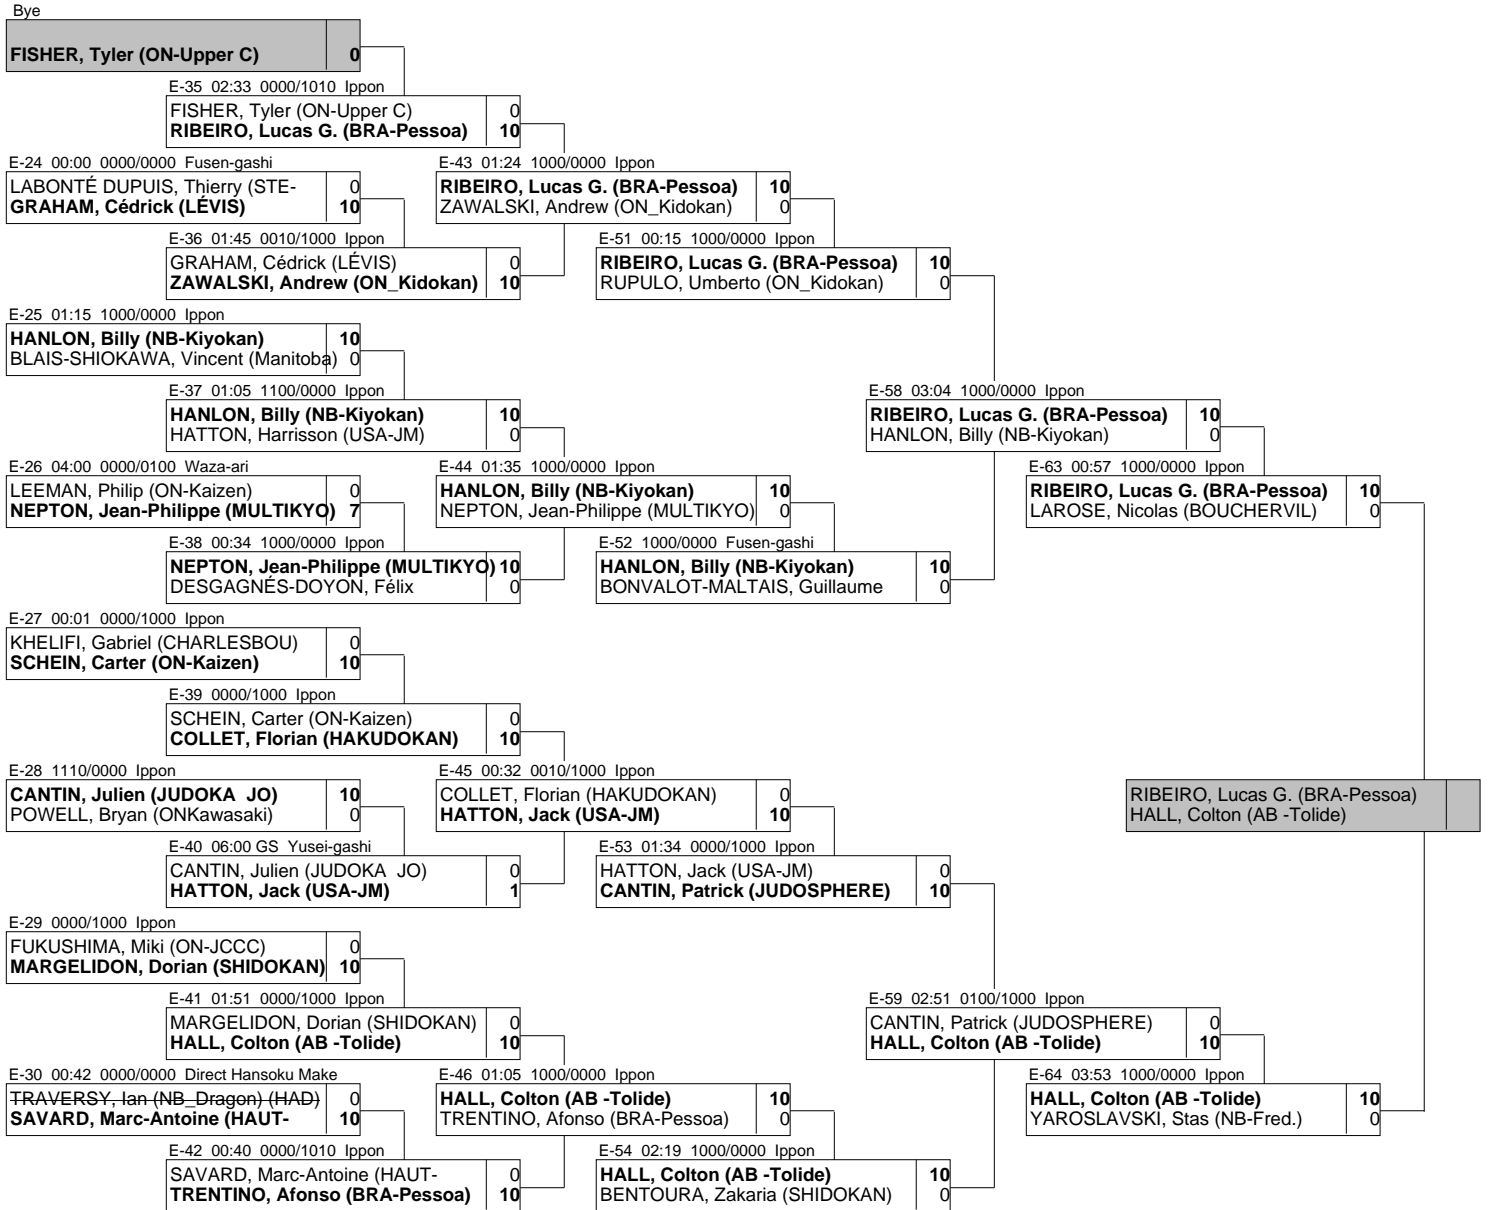 Bye
FISHER, Tyler (ON-Upper C) 0
E-35 02:33 0000/1010 Ippon
FISHER, Tyler (ON-Upper C) 0
RIBEIRO, Lucas G. (BRA-Pessoa) 10
E-24 00:00 0000/0000 Fusen-gashi
LABONTÉ DUPUIS, Thierry (STE- 0
GRAHAM, Cédrick (LÉVIS) 10
E-43 01:24 1000/0000 Ippon
RIBEIRO, Lucas G. (BRA-Pessoa) 10
ZAWALSKI, Andrew (ON_Kidokan) 0
E-36 01:45 0010/1000 Ippon
GRAHAM, Cédrick (LÉVIS) 0
ZAWALSKI, Andrew (ON_Kidokan) 10
E-51 00:15 1000/0000 Ippon
RIBEIRO, Lucas G. (BRA-Pessoa) 10
RUPULO, Umberto (ON_Kidokan) 0
E-25 01:15 1000/0000 Ippon
HANLON, Billy (NB-Kiyokan) 10
BLAIS-SHIOKAWA, Vincent (Manitoba) 0
E-37 01:05 1100/0000 Ippon
HANLON, Billy (NB-Kiyokan) 10
HATTON, Harrisson (USA-JM) 0
E-58 03:04 1000/0000 Ippon
RIBEIRO, Lucas G. (BRA-Pessoa) 10
HANLON, Billy (NB-Kiyokan) 0
E-26 04:00 0000/0100 Waza-ari
LEEMAN, Philip (ON-Kaizen) 0
NEPTON, Jean-Philippe (MULTIKYO) 7
E-44 01:35 1000/0000 Ippon
HANLON, Billy (NB-Kiyokan) 10
NEPTON, Jean-Philippe (MULTIKYO) 0
E-63 00:57 1000/0000 Ippon
RIBEIRO, Lucas G. (BRA-Pessoa) 10
LAROSE, Nicolas (BOUCHERVIL) 0
E-38 00:34 1000/0000 Ippon
NEPTON, Jean-Philippe (MULTIKYO) 10
DESGAGNÉS-DOYON, Félix 0
E-52 1000/0000 Fusen-gashi
HANLON, Billy (NB-Kiyokan) 10
BONVALOT-MALTAIS, Guillaume 0
E-27 00:01 0000/1000 Ippon
KHELIFI, Gabriel (CHARLESBOU) 0
SCHEIN, Carter (ON-Kaizen) 10
E-39 0000/1000 Ippon
SCHEIN, Carter (ON-Kaizen) 0
COLLET, Florian (HAKUDOKAN) 10
E-28 1110/0000 Ippon
CANTIN, Julien (JUDOKA JO) 10
POWELL, Bryan (ONKawasaki) 0
E-45 00:32 0010/1000 Ippon
COLLET, Florian (HAKUDOKAN) 0
HATTON, Jack (USA-JM) 10
RIBEIRO, Lucas G. (BRA-Pessoa)
HALL, Colton (AB -Tolide)
E-40 06:00 GS Yusei-gashi
CANTIN, Julien (JUDOKA JO) 0
HATTON, Jack (USA-JM) 1
E-53 01:34 0000/1000 Ippon
HATTON, Jack (USA-JM) 0
CANTIN, Patrick (JUDOSPHERE) 10
E-29 0000/1000 Ippon
FUKUSHIMA, Miki (ON-JCCC) 0
MARGELIDON, Dorian (SHIDOKAN) 10
E-41 01:51 0000/1000 Ippon
MARGELIDON, Dorian (SHIDOKAN) 0
HALL, Colton (AB -Tolide) 10
E-59 02:51 0100/1000 Ippon
CANTIN, Patrick (JUDOSPHERE) 0
HALL, Colton (AB -Tolide) 10
E-30 00:42 0000/0000 Direct Hansoku Make
TRAVERSY, Ian (NB_Dragon) (HAD) 0
SAVARD, Marc-Antoine (HAUT- 10
E-46 01:05 1000/0000 Ippon
HALL, Colton (AB -Tolide) 10
TRENTINO, Afonso (BRA-Pessoa) 0
E-64 03:53 1000/0000 Ippon
HALL, Colton (AB -Tolide) 10
YAROSLAVSKI, Stas (NB-Fred.) 0
E-42 00:40 0000/1010 Ippon
SAVARD, Marc-Antoine (HAUT- 0
TRENTINO, Afonso (BRA-Pessoa) 10
E-54 02:19 1000/0000 Ippon
HALL, Colton (AB -Tolide) 10
BENTOURA, Zakaria (SHIDOKAN) 0